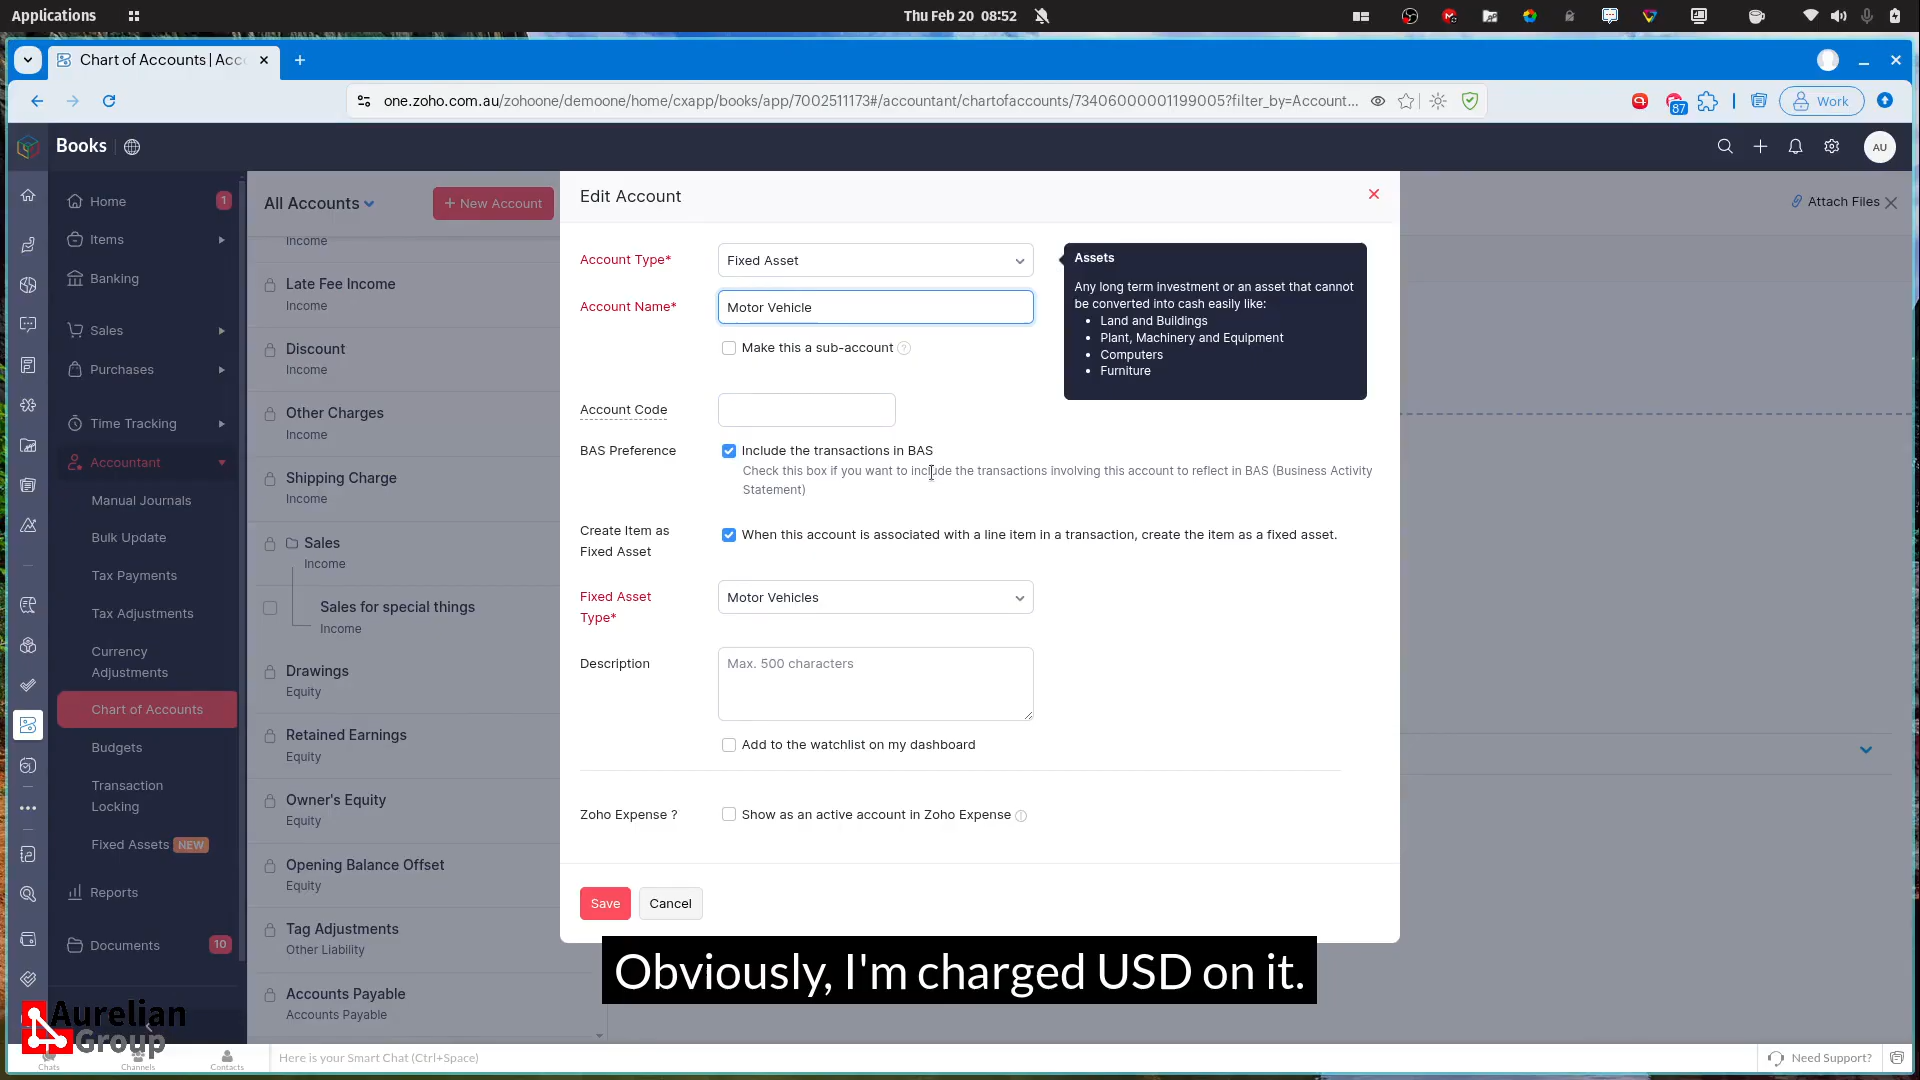 Applications
Thu Feb 20 08:52
Chart of Accounts | Acc
one.zoho.com.au/zohoone/demoone/home/cxapp/books/app/7002511173#/accountant/chartofaccounts/73406000001199005?filter_by=Account...
87
Work
Books
AU
Home
1
Items
Banking
Sales
Purchases
Time Tracking
Accountant
Manual Journals
Bulk Update
Tax Payments
Tax Adjustments
Currency
Adjustments
Chart of Accounts
Budgets
Transaction
Locking
Fixed Assets NEW
Reports
Documents
10
All Accounts
+ New Account
Income
Late Fee Income
Income
Discount
Income
Other Charges
Income
Shipping Charge
Income
Sales
Income
Sales for special things
Income
Drawings
Equity
Retained Earnings
Equity
Owner's Equity
Equity
Opening Balance Offset
Equity
Tag Adjustments
Other Liability
Accounts Payable
Accounts Payable
Attach Files
Edit Account
Account Type*
Fixed Asset
Account Name*
Motor Vehicle
Make this a sub-account
Assets
Any long term investment or an asset that cannot
be converted into cash easily like:
Land and Buildings
Plant, Machinery and Equipment
Computers
Furniture
Account Code
BAS Preference
Include the transactions in BAS
Check this box if you want to include the transactions involving this account to reflect in BAS (Business Activity
Statement)
Create Item as
Fixed Asset
When this account is associated with a line item in a transaction, create the item as a fixed asset.
Fixed Asset
Type*
Motor Vehicles
Description
Max. 500 characters
Add to the watchlist on my dashboard
Zoho Expense ?
Show as an active account in Zoho Expense
Save
Cancel
Obviously, I'm charged USD on it.
Aurelian
Group
Chats
Channels
Contacts
Here is your Smart Chat (Ctrl+Space)
Need Support?